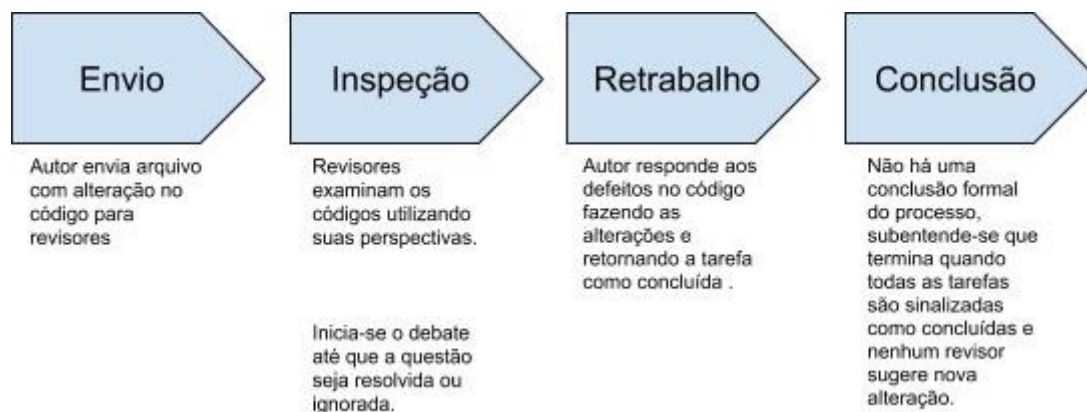 Envio
Autor envia arquivo
com alteração no
código para
revisores
Inspeção
Revisores
examinam os
códigos utilizando
suas perspectivas.
Inicia-se o debate
até que a questão
seja resolvida ou
ignorada.
Retrabalho
Autor responde aos
defeitos no código
fazendo as
alterações e
retornando a tarefa
como concluída .
Conclusão
Não há uma
conclusão formal
do processo,
subentende-se que
termina quando
todas as tarefas
são sinalizadas
como concluídas e
nenhum revisor
sugere nova
alteração.